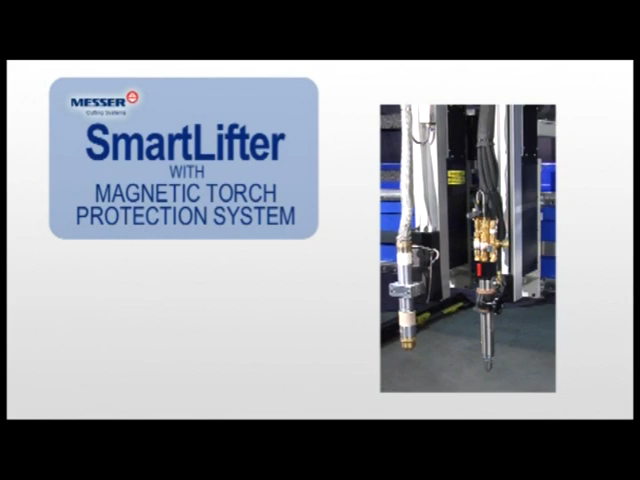 MESSER
Cutting Systems
SmartLifter
WITH
MAGNETIC TORCH
PROTECTION SYSTEM